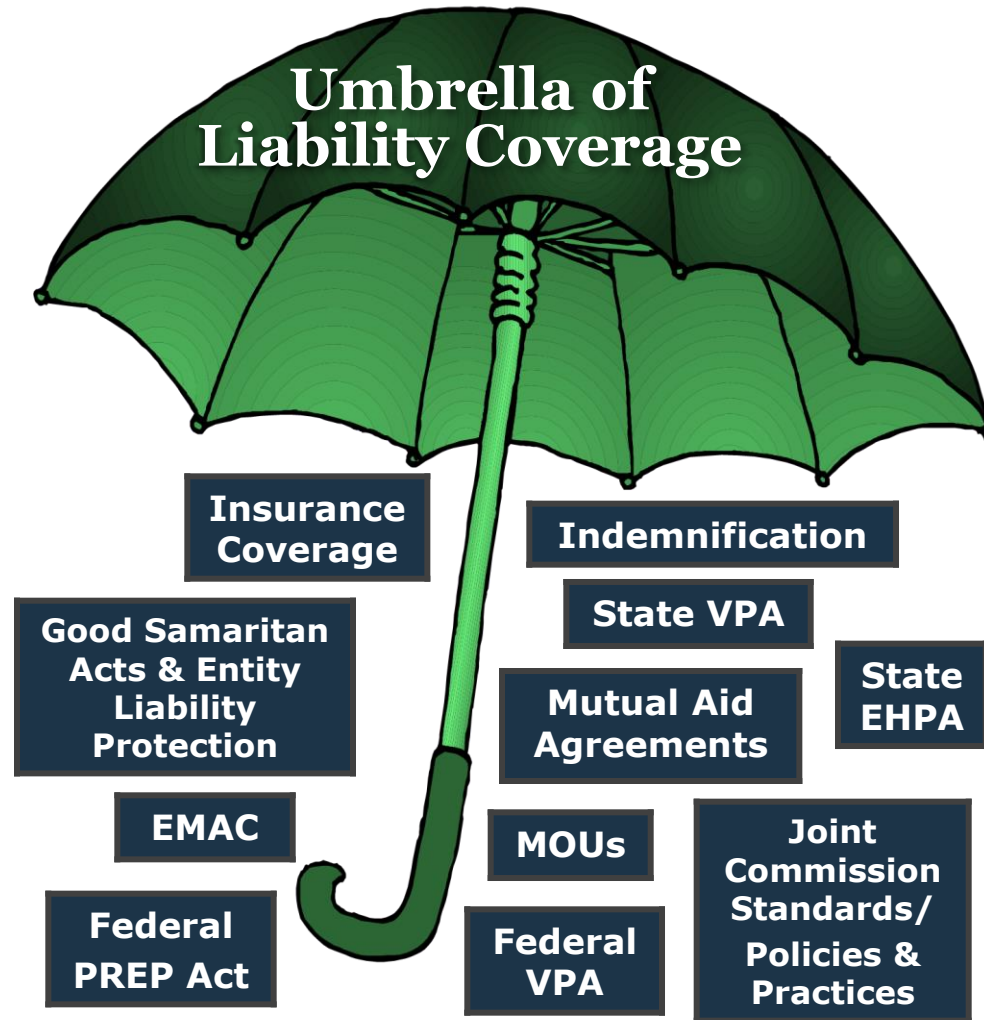 Umbrella of
Liability Coverage
Insurance
Coverage
Indemnification
State VPA
Good Samaritan
Acts & Entity
Liability
Protection
State
EHPA
Mutual Aid
Agreements
EMAC
MOUs
Joint
Commission
Standards/
Policies &
Practices
Federal
PREP Act
Federal
VPA